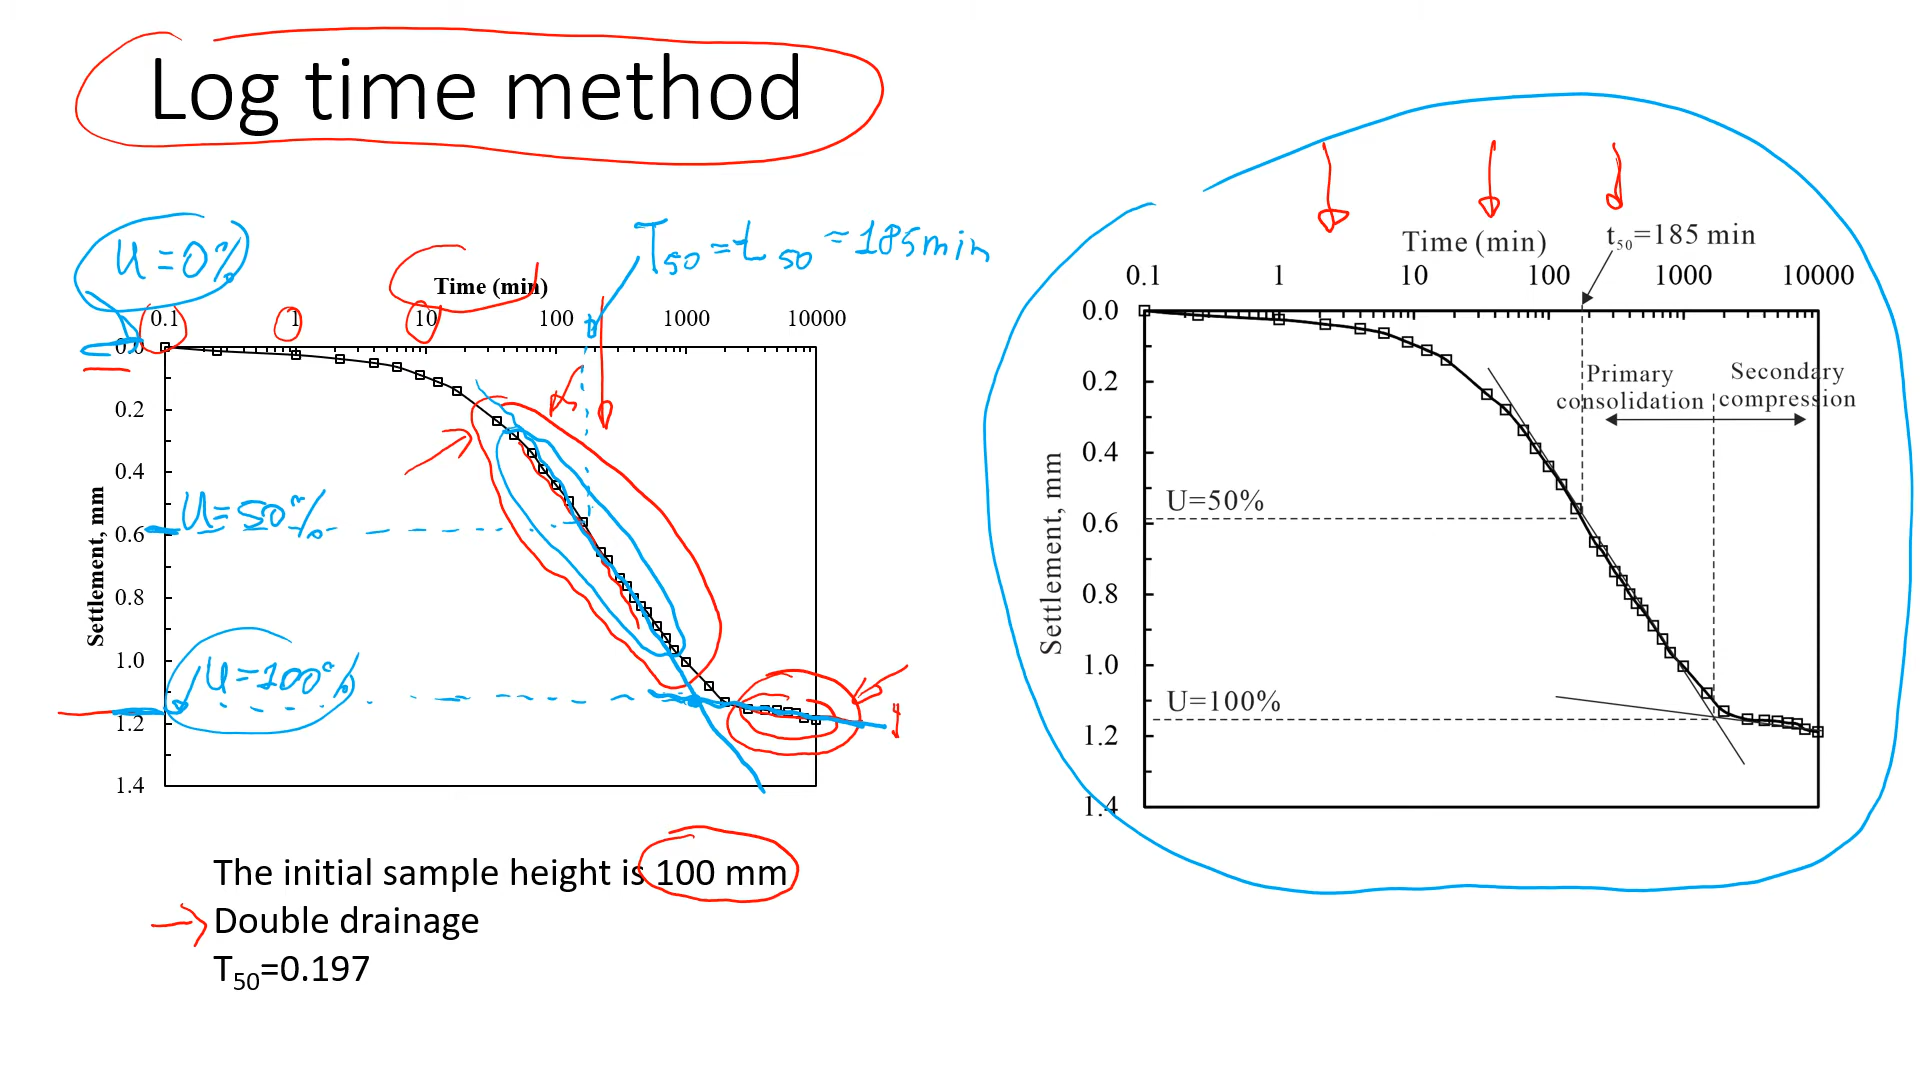 Log time method
U=0%
T50=t50≈185min
Time (min)
0.1 1 10 100 1000 10000
0.0
0.2
0.4
0.6
0.8
1.0
1.2
1.4
Settlement, mm
U=50%
U=100%
The initial sample height is 100 mm
Double drainage
T50=0.197
Time (min) t50=185 min
0.1 1 10 100 1000 10000
0.0
0.2
0.4
0.6
0.8
1.0
1.2
1.4
Settlement, mm
Primary
consolidation
Secondary
compression
U=50%
U=100%